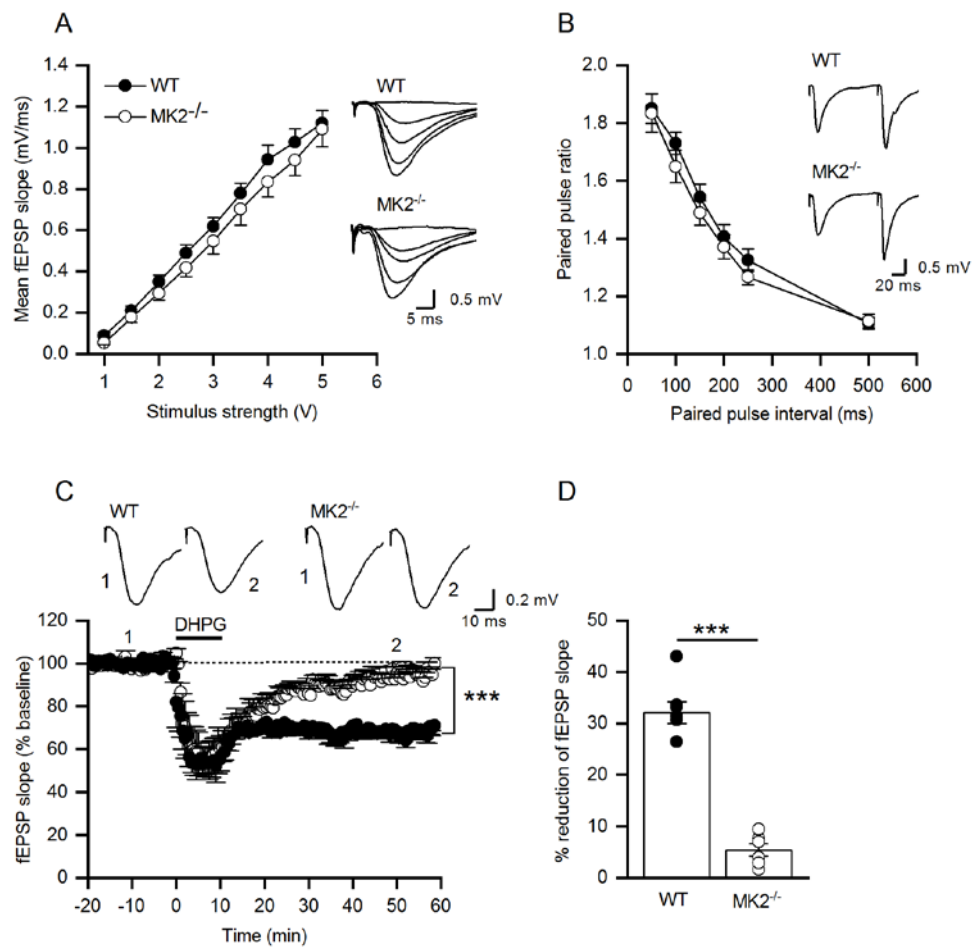 A
Mean fEPSP slope (mV/ms)
1.4
1.2
1.0
0.8
0.6
0.4
0.2
0.0
WT
MK2-/-
WT
MK2-/-
0.5 mV
5 ms
1 2 3 4 5 6
Stimulus strength (V)
B
Paired pulse ratio
2.0
1.8
1.6
1.4
1.2
1.0
WT
MK2-/-
0.5 mV
20 ms
0 100 200 300 400 500 600
Paired pulse interval (ms)
C
WT
MK2-/-
1 2 1 2
0.2 mV
10 ms
fEPSP slope (% baseline)
120
100
80
60
40
20
0
1 DHPG 2
***
-20 -10 0 10 20 30 40 50 60
Time (min)
D
% reduction of fEPSP slope
50
40
30
20
10
0
***
WT MK2-/-